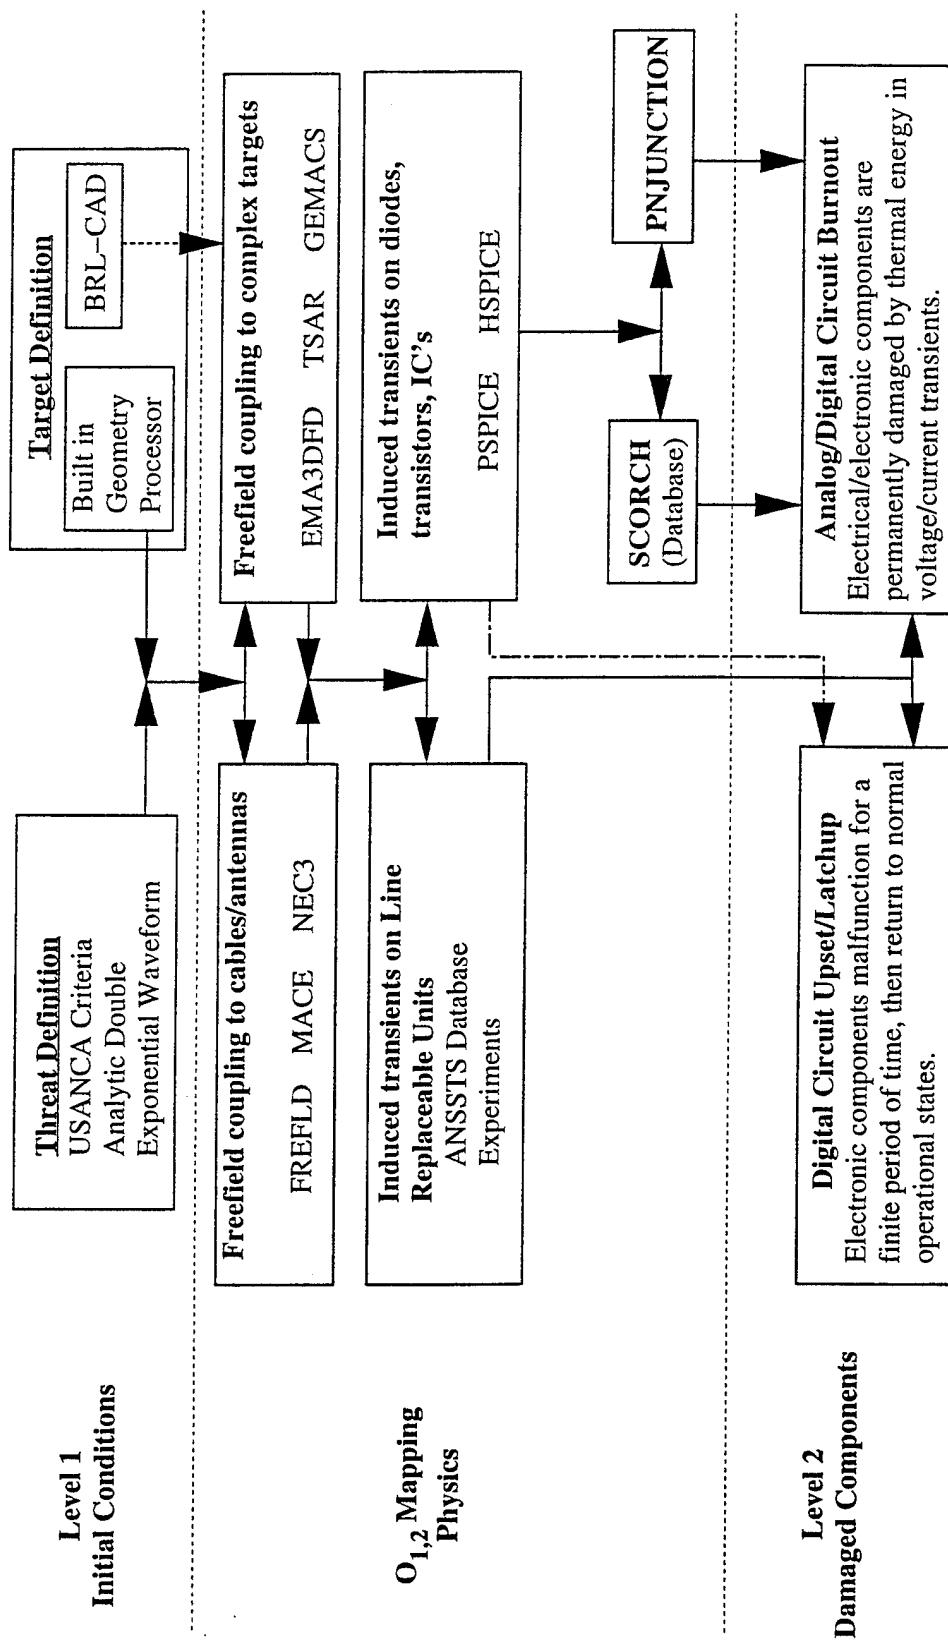 Level 1
Initial Conditions
Threat Definition
USANCA Criteria
Analytic Double
Exponential Waveform
Target Definition
Built in
Geometry
Processor
BRL–CAD
O1,2 Mapping
Physics
Freefield coupling to cables/antennas
FREFLD MACE NEC3
Freefield coupling to complex targets
EMA3DFD TSAR GEMACS
Induced transients on Line
Replaceable Units
ANSSTS Database
Experiments
Induced transients on diodes,
transistors, IC's
PSPICE HSPICE
SCORCH
(Database)
PNJUNCTION
Level 2
Damaged Components
Digital Circuit Upset/Latchup
Electronic components malfunction for a
finite period of time, then return to normal
operational states.
Analog/Digital Circuit Burnout
Electrical/electronic components are
permanently damaged by thermal energy in
voltage/current transients.